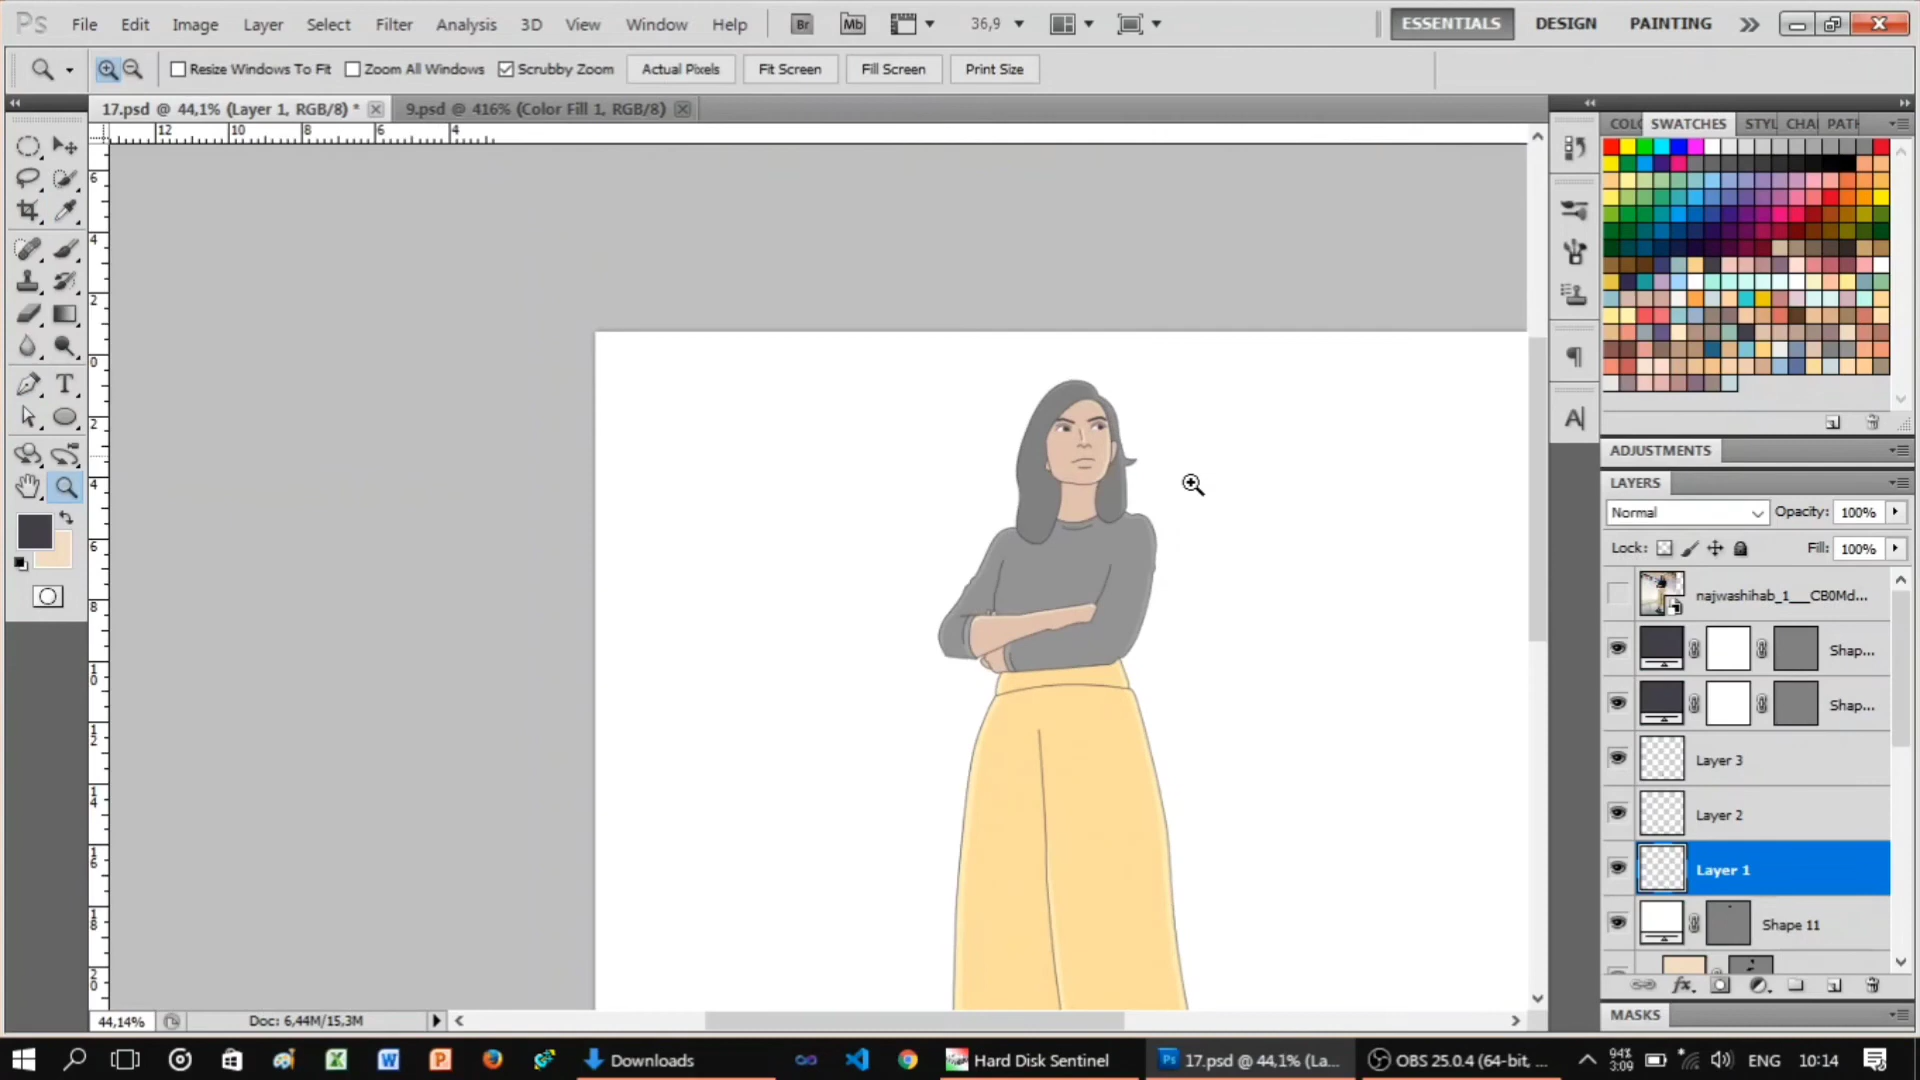 Ps File Edit Image Layer Select Filter Analysis 3D View Window Help Br Mb 36,9 ESSENTIALS DESIGN PAINTING
Resize Windows To Fit Zoom All Windows Scrubby Zoom Actual Pixels Fit Screen Fill Screen Print Size
17.psd @ 44,1% (Layer 1, RGB/8) * 9.psd @ 416% (Color Fill 1, RGB/8)
COLO SWATCHES STYL CHAI PATH
12 10 8 6 4
6
4
2
0
2
4
6
8
10
12
14
16
18
20
T
A
ADJUSTMENTS
LAYERS
Normal Opacity: 100%
Lock: Fill: 100%
najwashihab_1___CB0Md...
Shap...
Shap...
Layer 3
Layer 2
Layer 1
Shape 11
fx
44,14% Doc: 6,44M/15,3M
MASKS
Downloads Hard Disk Sentinel Ps 17.psd @ 44,1% (La... OBS 25.0.4 (64-bit, ... 94% 3:09 ENG 10:14